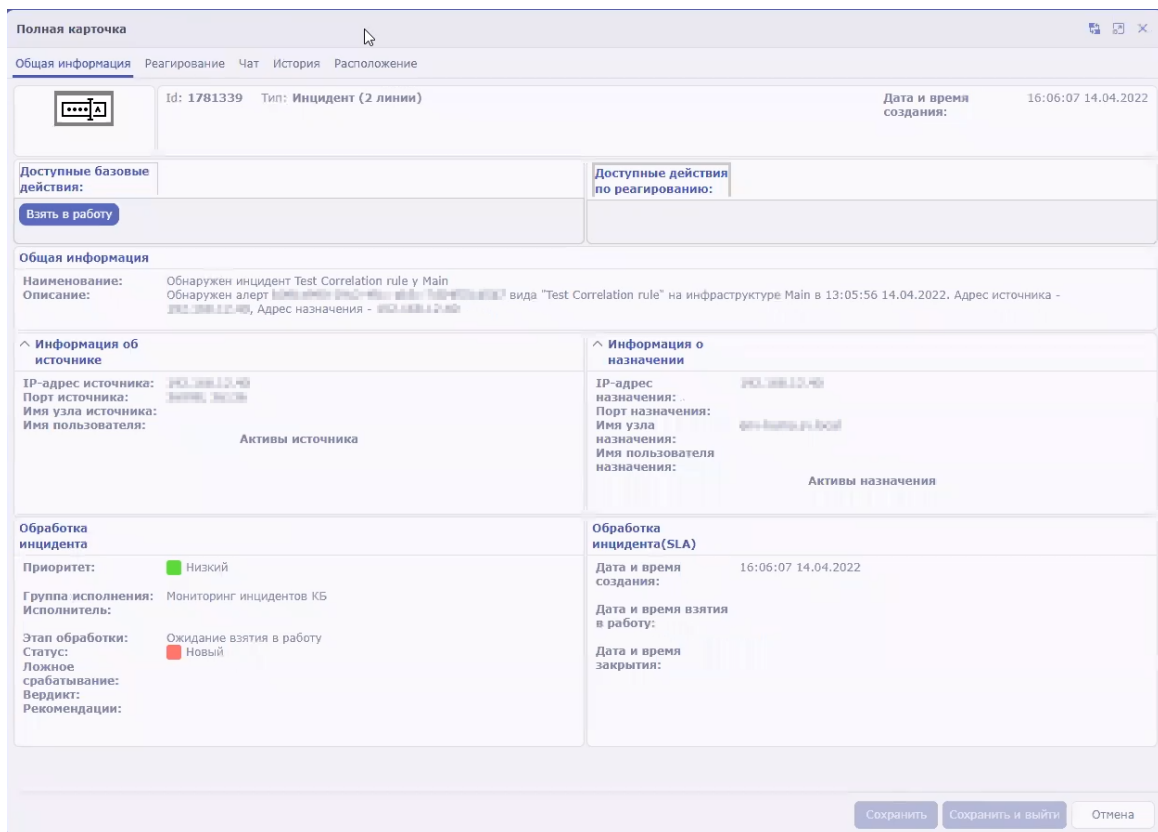 Полная карточка
Общая информация Реагирование Чат История Расположение
Id: 1781339 Тип: Инцидент (2 линии)
Дата и время создания: 16:06:07 14.04.2022
Доступные базовые
действия:
Взять в работу
Доступные действия
по реагированию:
Общая информация
Наименование: Обнаружен инцидент Test Correlation rule у Main
Описание: Обнаружен алерт вида "Test Correlation rule" на инфраструктуре Main в 13:05:56 14.04.2022. Адрес источника -
, Адрес назначения -
Информация об
источнике
IP-адрес источника:
Порт источника:
Имя узла источника:
Имя пользователя:
Активы источника
Информация о
назначении
IP-адрес
назначения:
Порт назначения:
Имя узла
назначения:
Имя пользователя
назначения:
Активы назначения
Обработка
инцидента
Приоритет: Низкий
Группа исполнения: Мониторинг инцидентов КБ
Исполнитель:
Этап обработки: Ожидание взятия в работу
Статус: Новый
Ложное
срабатывание:
Вердикт:
Рекомендации:
Обработка
инцидента(SLA)
Дата и время 16:06:07 14.04.2022
создания:
Дата и время взятия
в работу:
Дата и время
закрытия:
Сохранить Сохранить и выйти Отмена